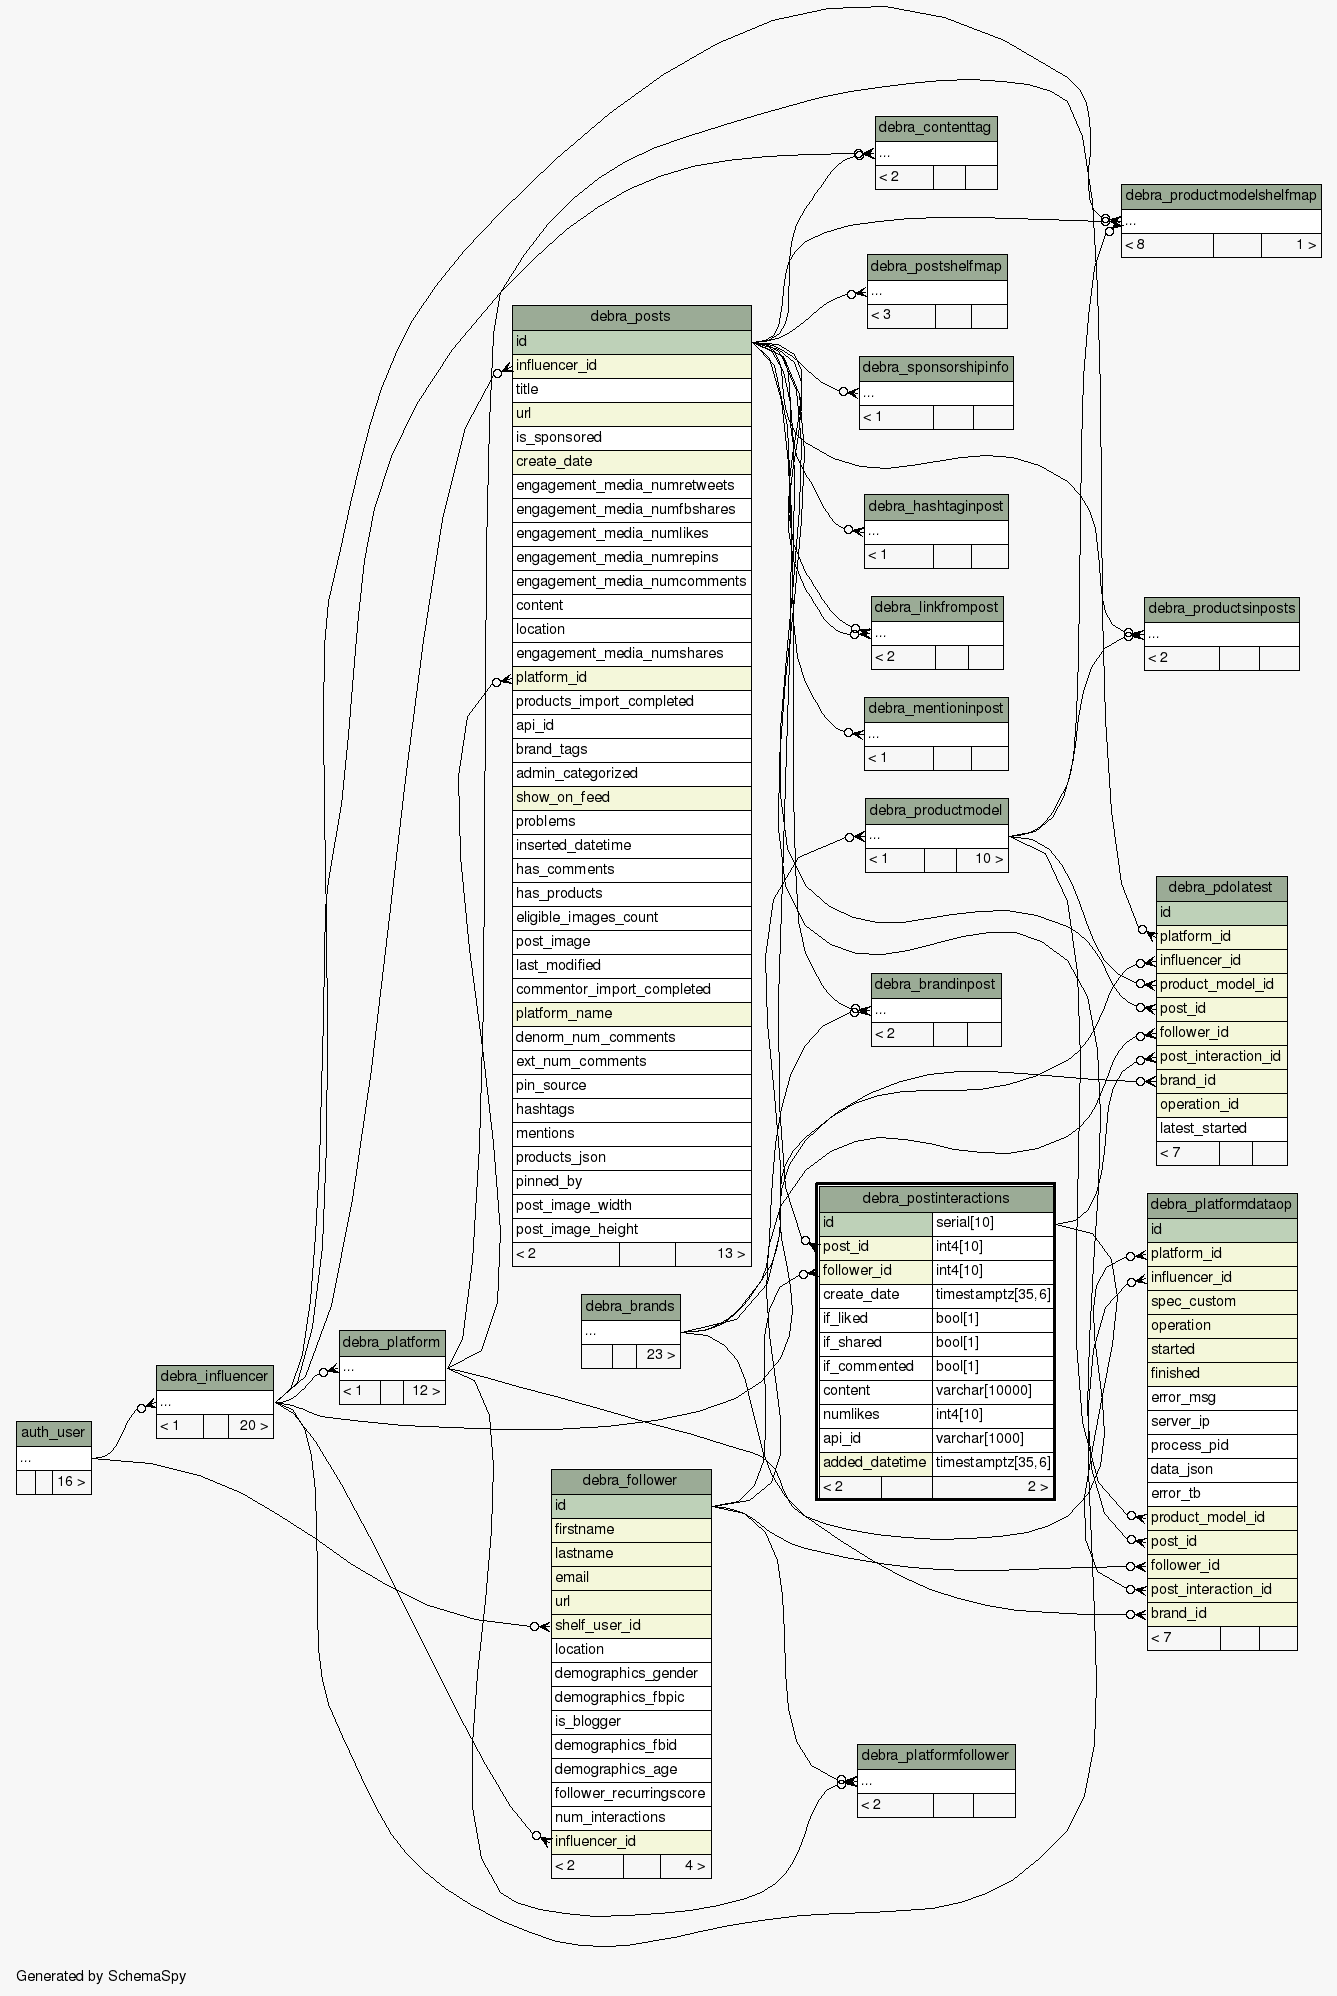 debra_contenttag
...
< 2
debra_productmodelshelfmap
...
< 8 1 >
debra_postshelfmap
...
< 3
debra_posts
id
influencer_id
title
url
is_sponsored
create_date
engagement_media_numretweets
engagement_media_numfbshares
engagement_media_numlikes
engagement_media_numrepins
engagement_media_numcomments
content
location
engagement_media_numshares
platform_id
products_import_completed
api_id
brand_tags
admin_categorized
show_on_feed
problems
inserted_datetime
has_comments
has_products
eligible_images_count
post_image
last_modified
commentor_import_completed
platform_name
denorm_num_comments
ext_num_comments
pin_source
hashtags
mentions
products_json
pinned_by
post_image_width
post_image_height
< 2 13 >
debra_sponsorshipinfo
...
< 1
debra_hashtaginpost
...
< 1
debra_linkfrompost
...
< 2
debra_productsinposts
...
< 2
debra_mentioninpost
...
< 1
debra_productmodel
...
< 1 10 >
debra_pdolatest
id
platform_id
influencer_id
product_model_id
post_id
follower_id
post_interaction_id
brand_id
operation_id
latest_started
< 7
debra_brandinpost
...
< 2
debra_postinteractions
id serial[10]
post_id int4[10]
follower_id int4[10]
create_date timestamptz[35,6]
if_liked bool[1]
if_shared bool[1]
if_commented bool[1]
content varchar[10000]
numlikes int4[10]
api_id varchar[1000]
added_datetime timestamptz[35,6]
< 2 2 >
debra_platformdataop
id
platform_id
influencer_id
spec_custom
operation
started
finished
error_msg
server_ip
process_pid
data_json
error_tb
product_model_id
post_id
follower_id
post_interaction_id
brand_id
< 7
debra_brands
...
23 >
debra_platform
...
< 1 12 >
debra_influencer
...
< 1 20 >
auth_user
...
16 >
debra_follower
id
firstname
lastname
email
url
shelf_user_id
location
demographics_gender
demographics_fbpic
is_blogger
demographics_fbid
demographics_age
follower_recurringscore
num_interactions
influencer_id
< 2 4 >
debra_platformfollower
...
< 2
Generated by SchemaSpy